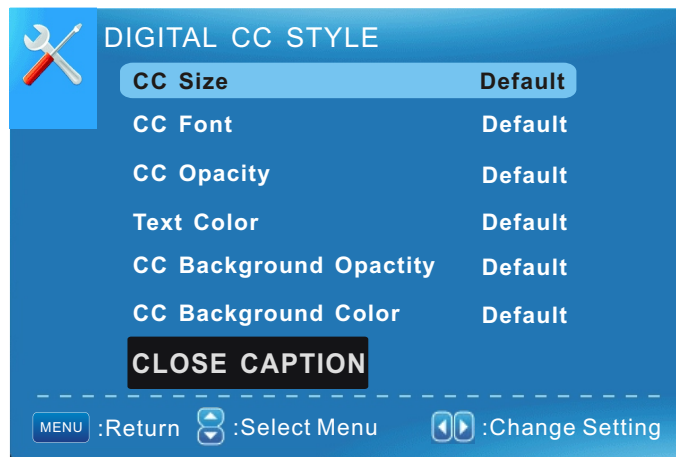 DIGITAL CC STYLE
CC Size Default
CC Font Default
CC Opacity Default
Text Color Default
CC Background Opactity Default
CC Background Color Default
CLOSE CAPTION
MENU :Return :Select Menu :Change Setting